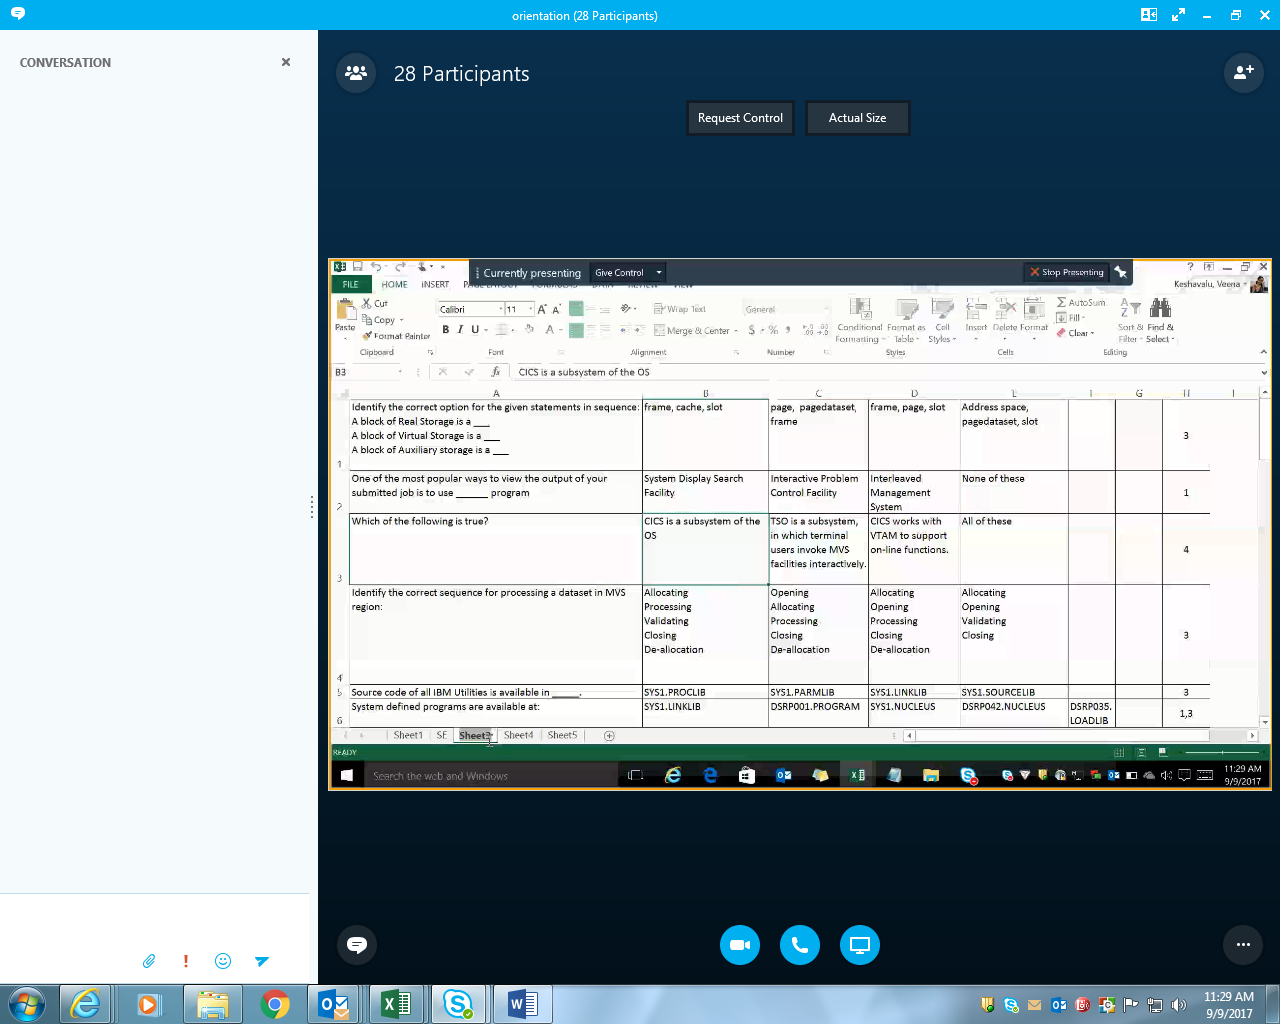 orientation (28 Participants)
CONVERSATION
28 Participants
Request Control
Actual Size
Currently presenting
Give Control
Stop Presenting
FILE
HOME
INSERT
Keshavalu, Veena
Paste
Cut
Copy
Format Painter
Clipboard
Calibri
11
B I U
Font
Wrap Text
Merge & Center
Alignment
General
Number
Conditional Formatting
Format as Table
Cell Styles
Styles
Insert
Delete
Format
Cells
AutoSum
Fill
Clear
Sort & Filter
Find & Select
Editing
B3
fx
CICS is a subsystem of the OS
A B C D E F G H I
1
Identify the correct option for the given statements in sequence:
A block of Real Storage is a ___
A block of Virtual Storage is a ___
A block of Auxiliary storage is a ___
frame, cache, slot
page, pagedataset,
frame
frame, page, slot
Address space,
pagedataset, slot
3
2
One of the most popular ways to view the output of your
submitted job is to use ______ program
System Display Search
Facility
Interactive Problem
Control Facility
Interleaved
Management
System
None of these
1
3
Which of the following is true?
CICS is a subsystem of the
OS
TSO is a subsystem,
in which terminal
users invoke MVS
facilities interactively.
CICS works with
VTAM to support
on-line functions.
All of these
4
4
Identify the correct sequence for processing a dataset in MVS
region:
Allocating
Processing
Validating
Closing
De-allocation
Opening
Allocating
Processing
Closing
De-allocation
Allocating
Opening
Processing
Closing
De-allocation
Allocating
Opening
Validating
Closing
3
5
Source code of all IBM Utilities is available in _____.
SYS1.PROCLIB
SYS1.PARMLIB
SYS1.LINKLIB
SYS1.SOURCELIB
3
6
System defined programs are available at:
SYS1.LINKLIB
DSRP001.PROGRAM
SYS1.NUCLEUS
DSRP042.NUCLEUS
DSRP035.
LOADLIB
1,3
Sheet1
SE
Sheet3
Sheet4
Sheet5
READY
Search the web and Windows
11:29 AM
9/9/2017
11:29 AM
9/9/2017